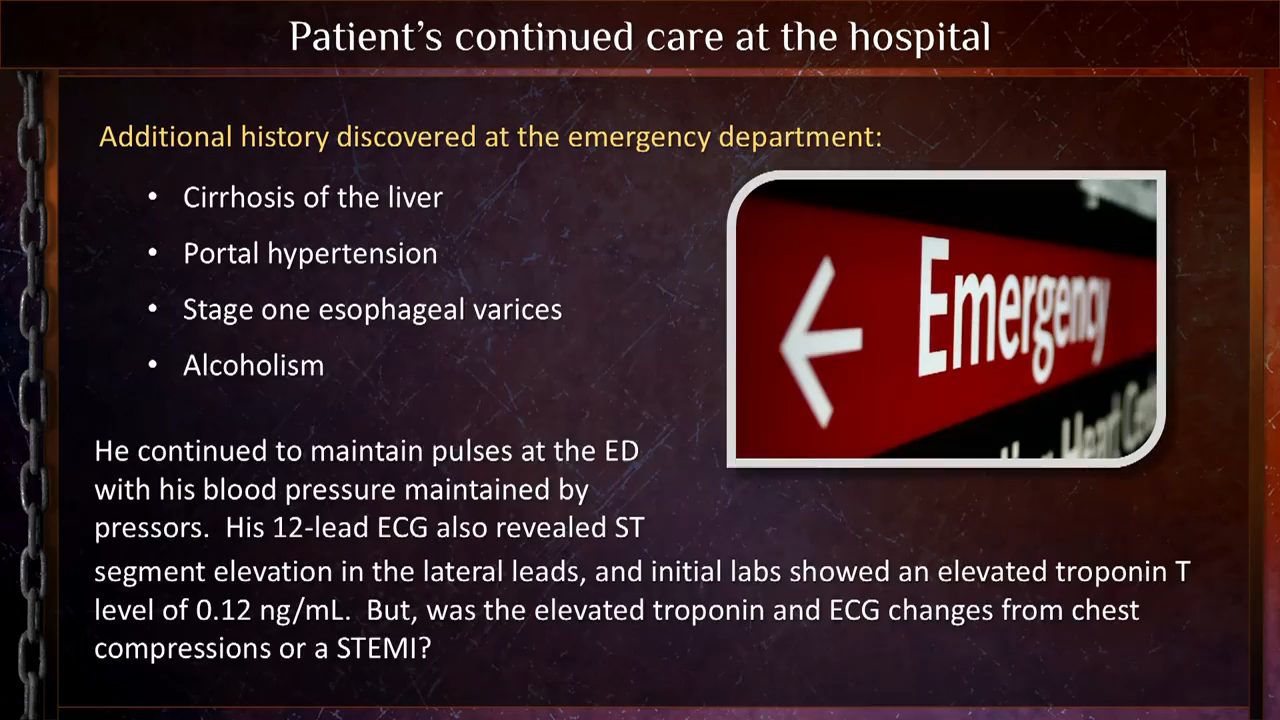 Patient’s continued care at the hospital
Additional history discovered at the emergency department:
• Cirrhosis of the liver
• Portal hypertension
• Stage one esophageal varices
• Alcoholism
Emergency
He continued to maintain pulses at the ED
with his blood pressure maintained by
pressors.  His 12-lead ECG also revealed ST
segment elevation in the lateral leads, and initial labs showed an elevated troponin T
level of 0.12 ng/mL.  But, was the elevated troponin and ECG changes from chest
compressions or a STEMI?